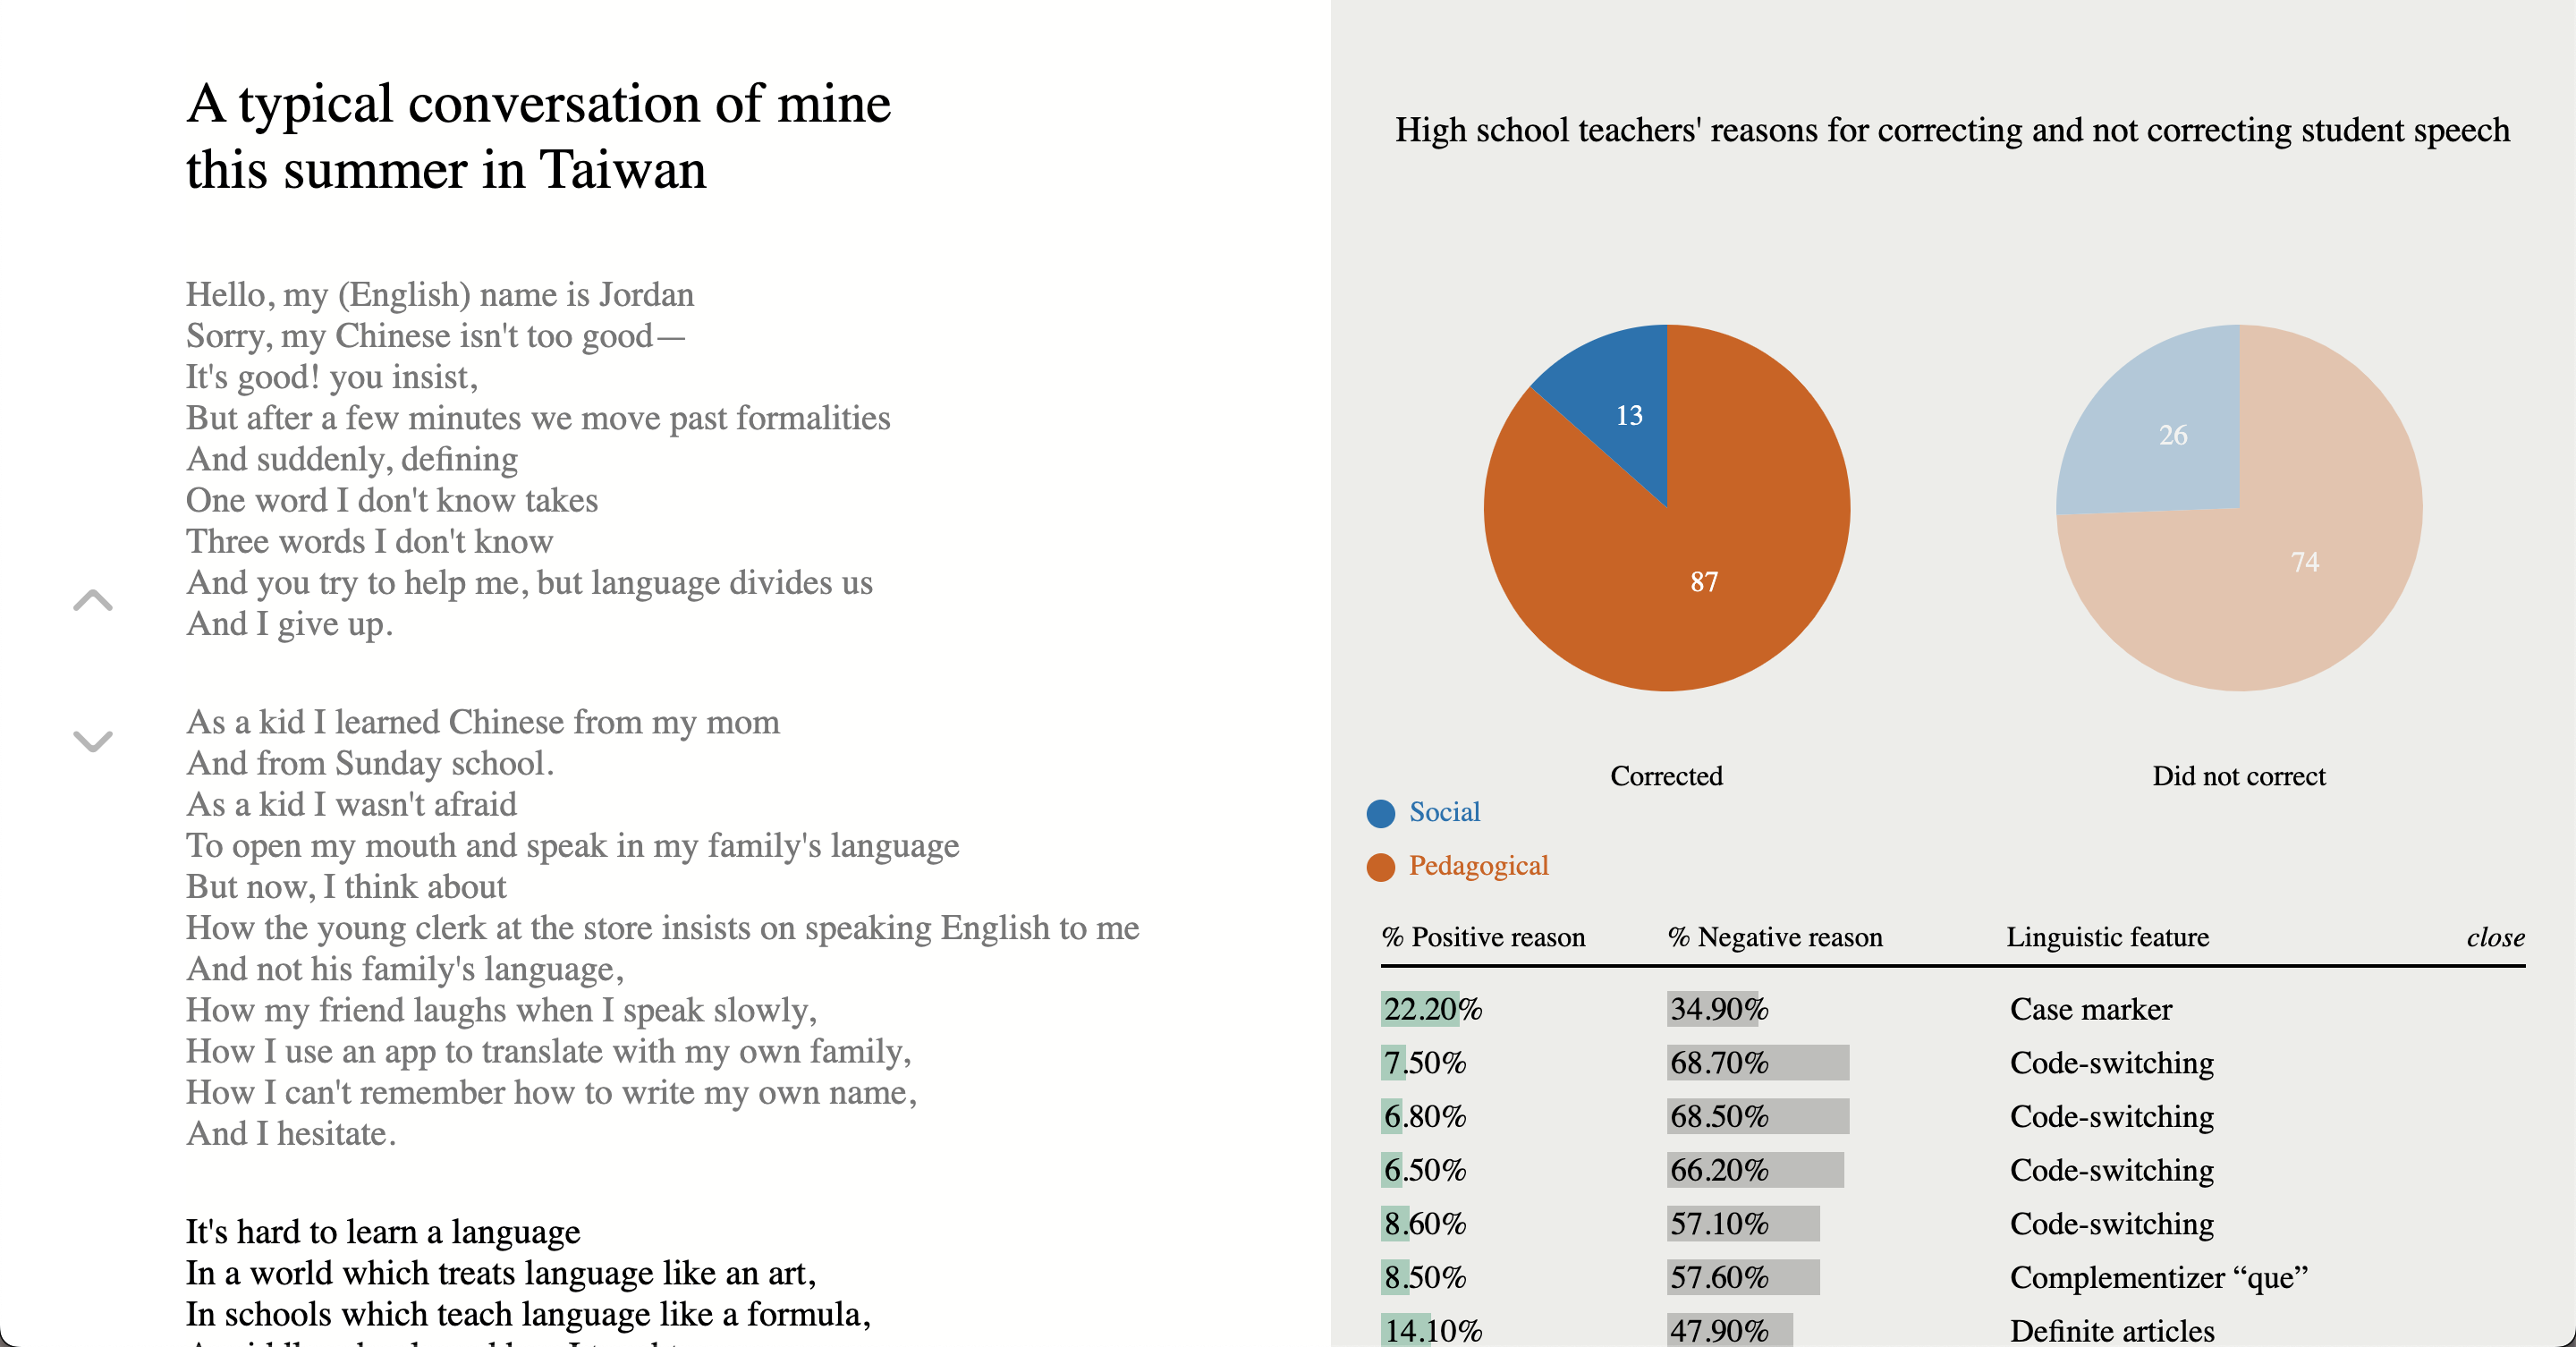 A typical conversation of mine
this summer in Taiwan
Hello, my (English) name is Jordan
Sorry, my Chinese isn't too good—
It's good! you insist,
But after a few minutes we move past formalities
And suddenly, defining
One word I don't know takes
Three words I don't know
And you try to help me, but language divides us
And I give up.
As a kid I learned Chinese from my mom
And from Sunday school.
As a kid I wasn't afraid
To open my mouth and speak in my family's language
But now, I think about
How the young clerk at the store insists on speaking English to me
And not his family's language,
How my friend laughs when I speak slowly,
How I use an app to translate with my own family,
How I can't remember how to write my own name,
And I hesitate.
It's hard to learn a language
In a world which treats language like an art,
In schools which teach language like a formula,
High school teachers' reasons for correcting and not correcting student speech
13
87
26
74
Corrected
Did not correct
Social
Pedagogical
% Positive reason % Negative reason Linguistic feature close
22.20% 34.90% Case marker
7.50% 68.70% Code-switching
6.80% 68.50% Code-switching
6.50% 66.20% Code-switching
8.60% 57.10% Code-switching
8.50% 57.60% Complementizer “que”
14.10% 47.90% Definite articles